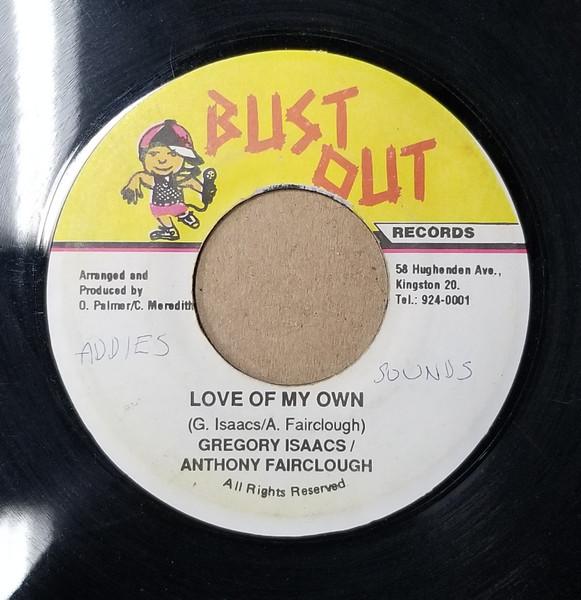 BUST
OUT
RECORDS
Arranged and
Produced by
O. Palmer/C. Meredith
58 Hughenden Ave.,
Kingston 20.
Tel.: 924-0001
ADDIES
SOUNDS
LOVE OF MY OWN
(G. Isaacs/A. Fairclough)
GREGORY ISAACS/
ANTHONY FAIRCLOUGH
All Rights Reserved